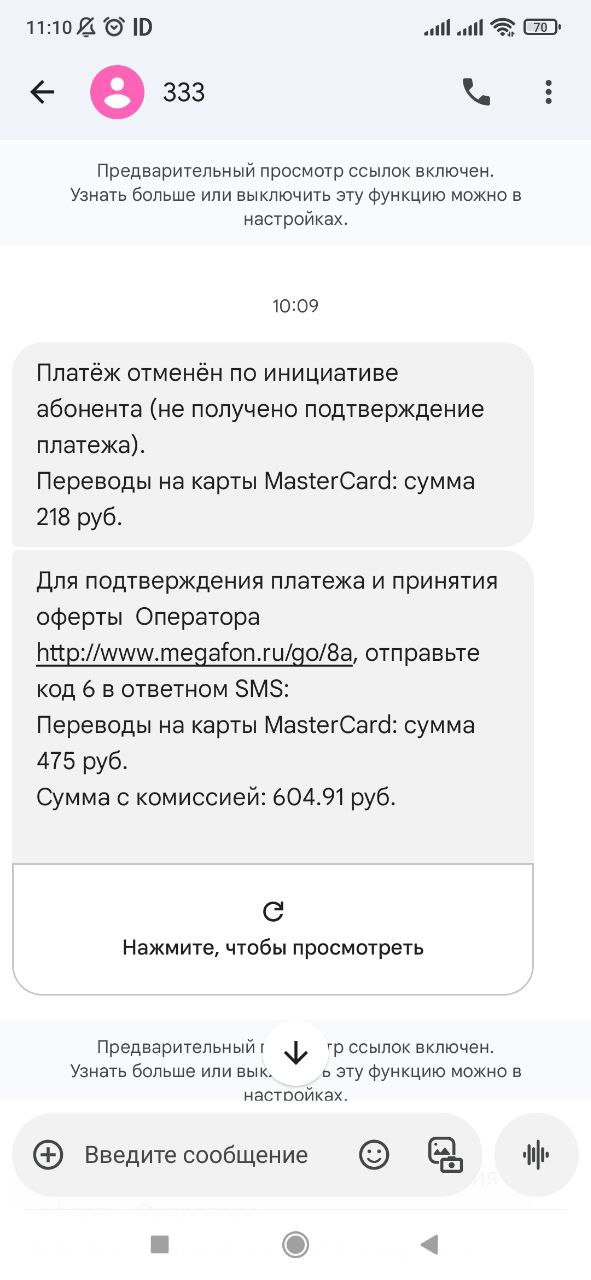 11:10 ID 70
333
Предварительный просмотр ссылок включен.
Узнать больше или выключить эту функцию можно в
настройках.
10:09
Платёж отменён по инициативе
абонента (не получено подтверждение
платежа).
Переводы на карты MasterCard: сумма
218 руб.
Для подтверждения платежа и принятия
оферты Оператора
http://www.megafon.ru/go/8a, отправьте
код 6 в ответном SMS:
Переводы на карты MasterCard: сумма
475 руб.
Сумма с комиссией: 604.91 руб.
Нажмите, чтобы просмотреть
Предварительный ссылок включен.
Узнать больше или эту функцию можно в
настройках.
Введите сообщение